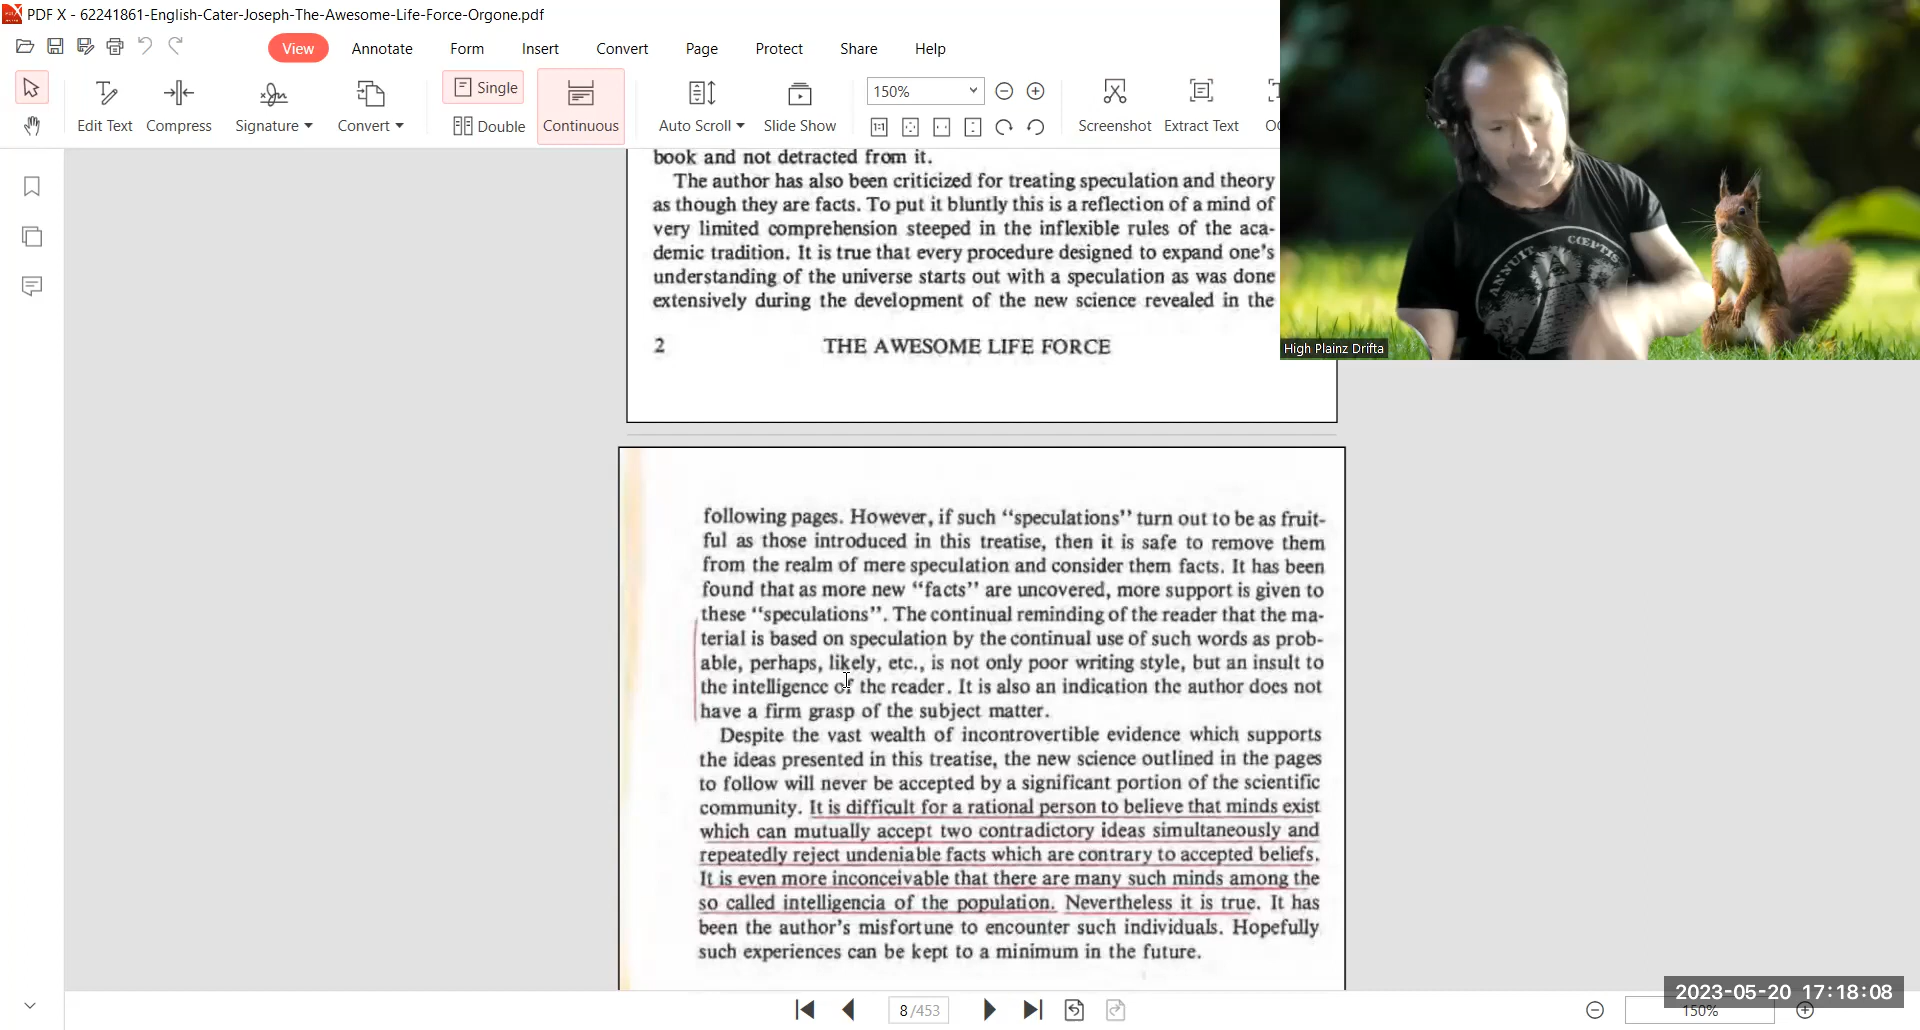 PDF X - 62241861-English-Cater-Joseph-The-Awesome-Life-Force-Orgone.pdf
View Annotate Form Insert Convert Page Protect Share Help
Edit Text Compress Signature Convert
Single
Double
Continuous
Auto Scroll Slide Show
150%
Screenshot Extract Text
book and not detracted from it.
The author has also been criticized for treating speculation and theory
as though they are facts. To put it bluntly this is a reflection of a mind of
very limited comprehension steeped in the inflexible rules of the aca-
demic tradition. It is true that every procedure designed to expand one's
understanding of the universe starts out with a speculation as was done
extensively during the development of the new science revealed in the
2 THE AWESOME LIFE FORCE
following pages. However, if such "speculations" turn out to be as fruit-
ful as those introduced in this treatise, then it is safe to remove them
from the realm of mere speculation and consider them facts. It has been
found that as more new "facts" are uncovered, more support is given to
these "speculations". The continual reminding of the reader that the ma-
terial is based on speculation by the continual use of such words as prob-
able, perhaps, likely, etc., is not only poor writing style, but an insult to
the intelligence of the reader. It is also an indication the author does not
have a firm grasp of the subject matter.
Despite the vast wealth of incontrovertible evidence which supports
the ideas presented in this treatise, the new science outlined in the pages
to follow will never be accepted by a significant portion of the scientific
community. It is difficult for a rational person to believe that minds exist
which can mutually accept two contradictory ideas simultaneously and
repeatedly reject undeniable facts which are contrary to accepted beliefs.
It is even more inconceivable that there are many such minds among the
so called intelligencia of the population. Nevertheless it is true. It has
been the author's misfortune to encounter such individuals. Hopefully
such experiences can be kept to a minimum in the future.
ANNUIT CŒPTIS
High Plainz Drifta
8 /453
2023-05-20 17:18:08
150%